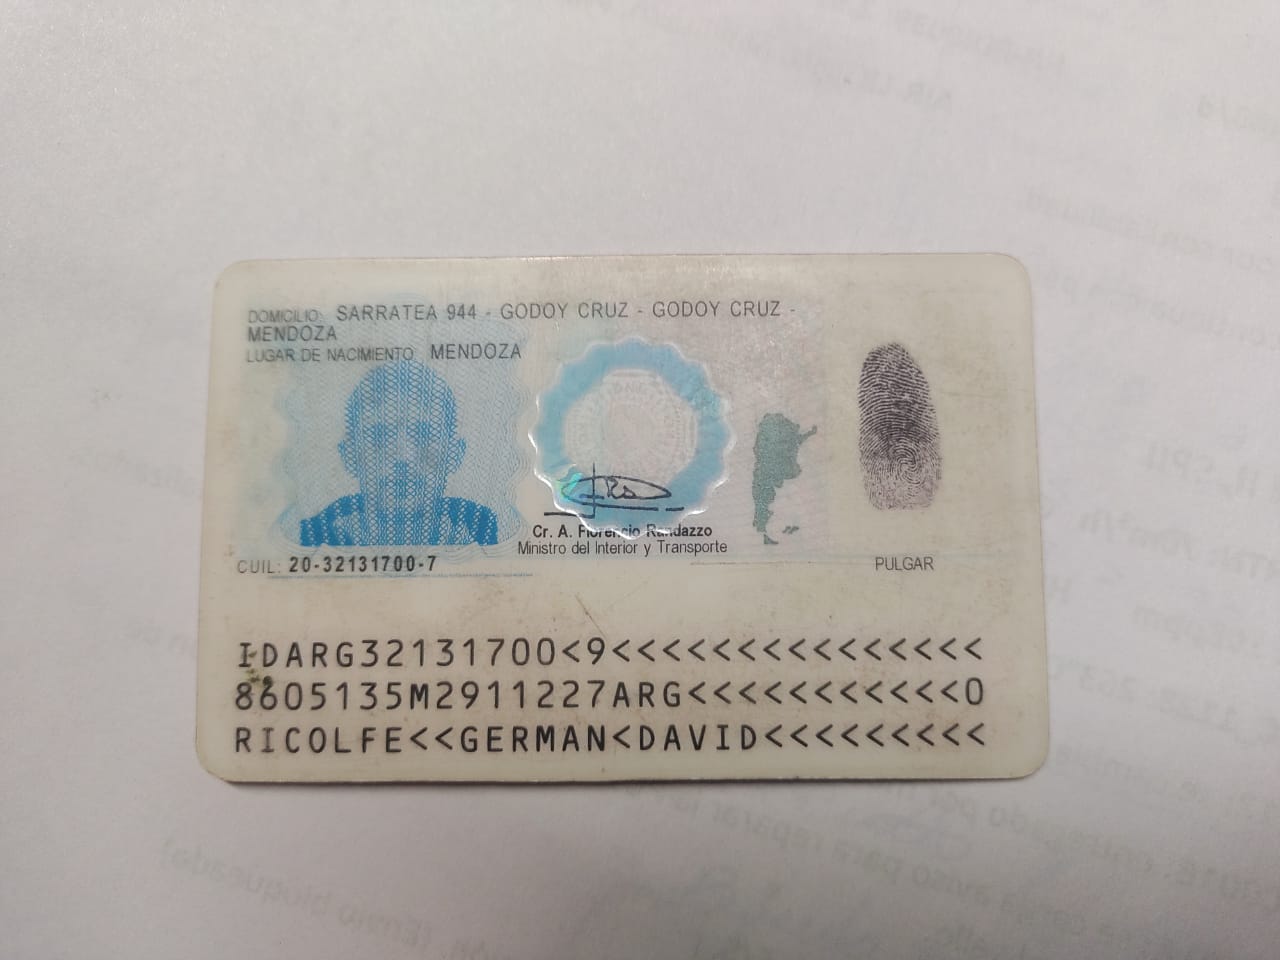 DOMICILIO: SARRATEA 944 - GODOY CRUZ - GODOY CRUZ -
MENDOZA
LUGAR DE NACIMIENTO MENDOZA
Cr. A. Florencio Randazzo
Ministro del Interior y Transporte
CUIL: 20-32131700-7
PULGAR
IDARG32131700<9<<<<<<<<<<<<<<<
8605135M2911227ARG<<<<<<<<<<<0
RICOLFE<<GERMAN<DAVID<<<<<<<<<